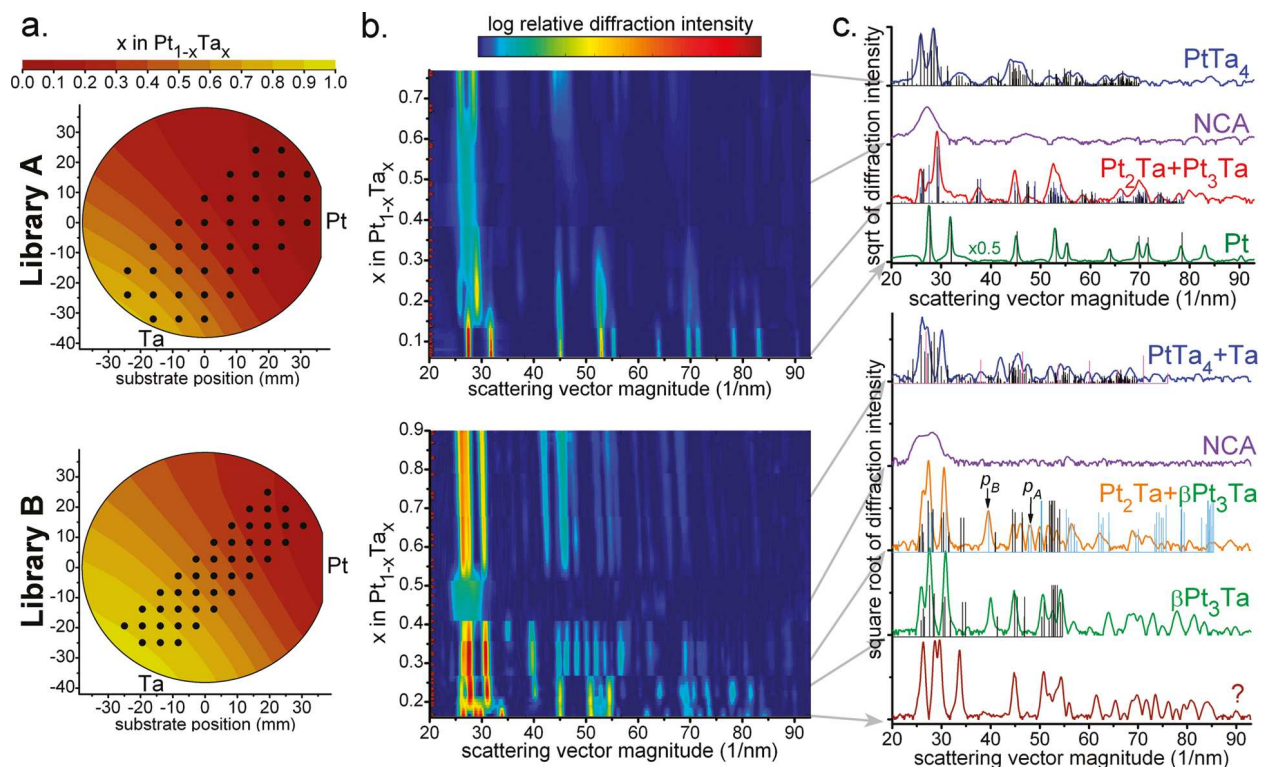 a.
x in Pt1-xTax
0.0 0.1 0.2 0.3 0.4 0.5 0.6 0.7 0.8 0.9 1.0
Library A
30
20
10
0
-10
-20
-30
-40
Pt
Ta
-30 -20 -10 0 10 20 30
substrate position (mm)
Library B
30
20
10
0
-10
-20
-30
-40
Pt
Ta
-30 -20 -10 0 10 20 30
substrate position (mm)
b.
log relative diffraction intensity
x in Pt1-xTax
0.7
0.6
0.5
0.4
0.3
0.2
0.1
20 30 40 50 60 70 80 90
scattering vector magnitude (1/nm)
x in Pt1-xTax
0.9
0.8
0.7
0.6
0.5
0.4
0.3
0.2
20 30 40 50 60 70 80 90
scattering vector magnitude (1/nm)
c.
sqrt of diffraction intensity
PtTa4
NCA
Pt2Ta+Pt3Ta
x0.5
Pt
20 30 40 50 60 70 80 90
scattering vector magnitude (1/nm)
square root of diffraction intensity
PtTa4+Ta
NCA
pB
pA
Pt2Ta+βPt3Ta
βPt3Ta
?
20 30 40 50 60 70 80 90
scattering vector magnitude (1/nm)